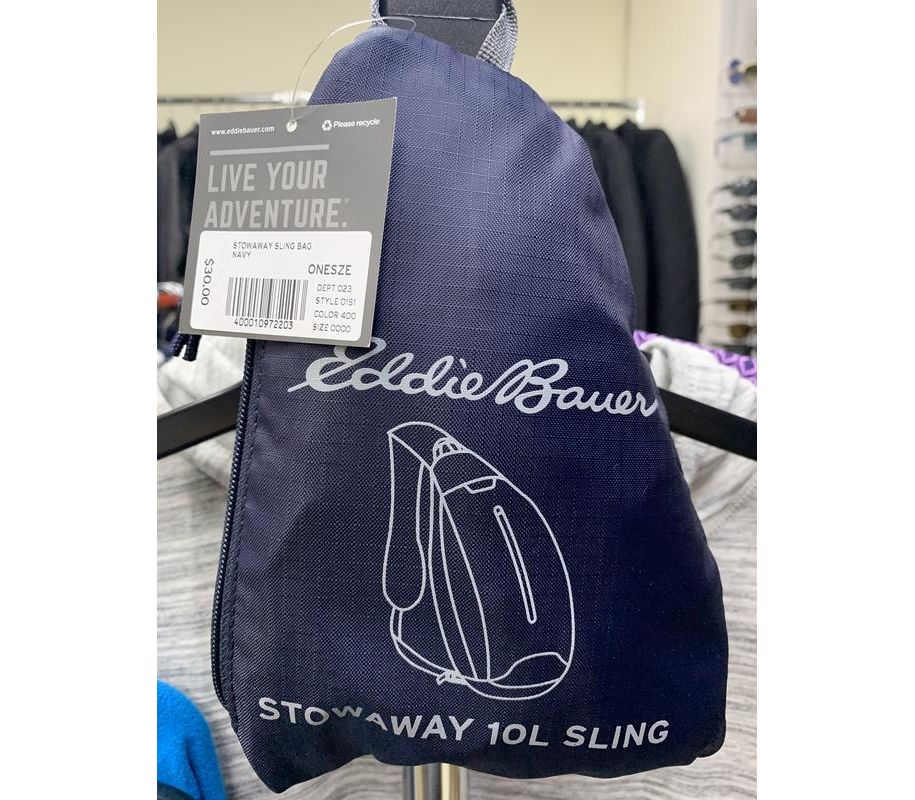 www.eddiebauer.com
Please recycle
LIVE YOUR
ADVENTURE.
STOWAWAY SLING BAG
NAVY
ONESZE
$30.00
DEPT 023
STYLE 0151
COLOR 400
SIZE 0000
400010972203
Eddie Bauer
STOWAWAY 10L SLING